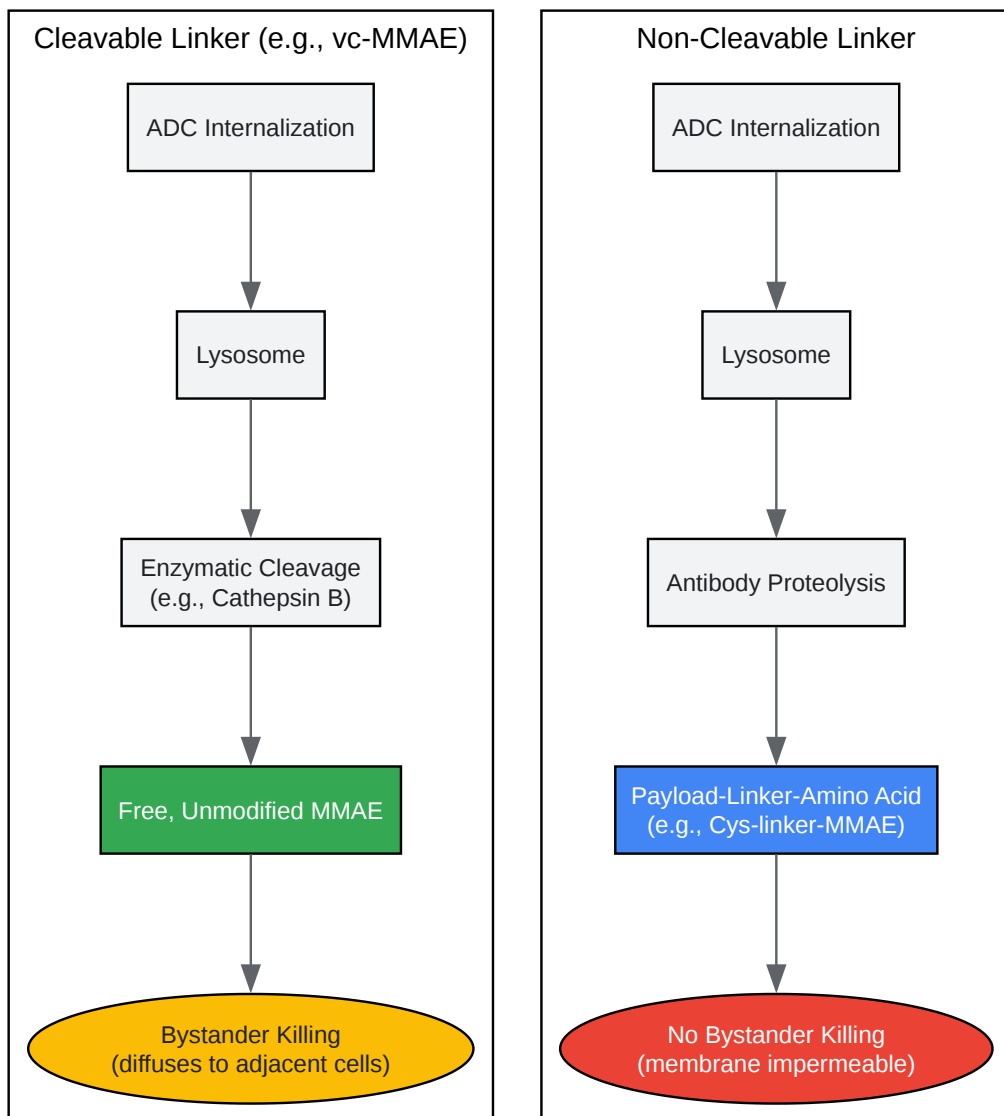 Cleavable Linker (e.g., vc-MMAE)
ADC Internalization
Lysosome
Enzymatic Cleavage
(e.g., Cathepsin B)
Free, Unmodified MMAE
Bystander Killing
(diffuses to adjacent cells)
Non-Cleavable Linker
ADC Internalization
Lysosome
Antibody Proteolysis
Payload-Linker-Amino Acid
(e.g., Cys-linker-MMAE)
No Bystander Killing
(membrane impermeable)